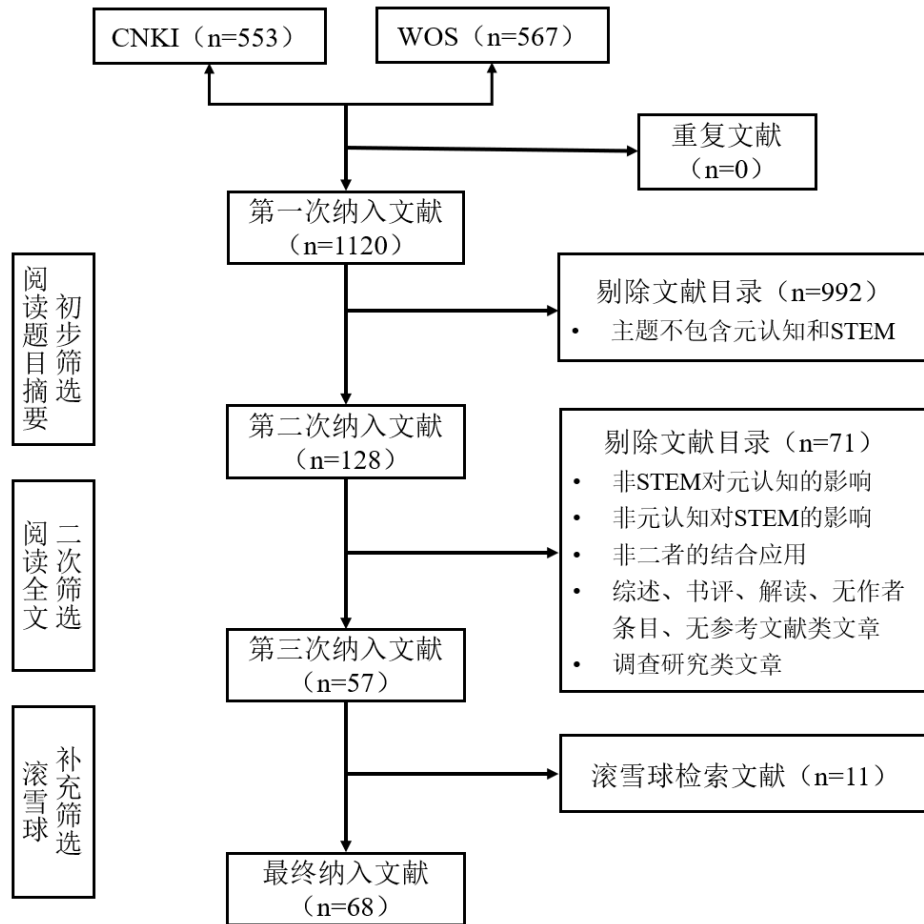 CNKI（n=553）
WOS（n=567）
重复文献
（n=0）
第一次纳入文献
（n=1120）
初步筛选
阅读题目摘要
剔除文献目录（n=992）
• 主题不包含元认知和STEM
第二次纳入文献
（n=128）
剔除文献目录（n=71）
• 非STEM对元认知的影响
• 非元认知对STEM的影响
• 非二者的结合应用
• 综述、书评、解读、无作者
条目、无参考文献类文章
• 调查研究类文章
二次筛选
阅读全文
第三次纳入文献
（n=57）
补充筛选
滚雪球
滚雪球检索文献（n=11）
最终纳入文献
（n=68）